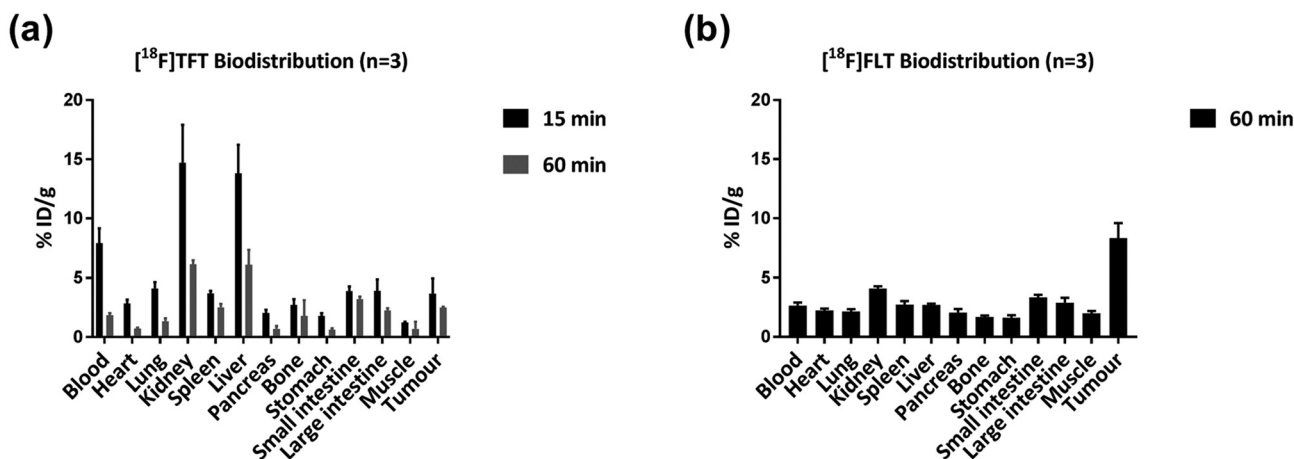 (a)
[¹⁸F]TFT Biodistribution (n=3)
% ID/g
20
15
10
5
0
Blood
Heart
Lung
Kidney
Spleen
Liver
Pancreas
Bone
Stomach
Small intestine
Large intestine
Muscle
Tumour
15 min
60 min
(b)
[¹⁸F]FLT Biodistribution (n=3)
% ID/g
20
15
10
5
0
Blood
Heart
Lung
Kidney
Spleen
Liver
Pancreas
Bone
Stomach
Small intestine
Large intestine
Muscle
Tumour
60 min